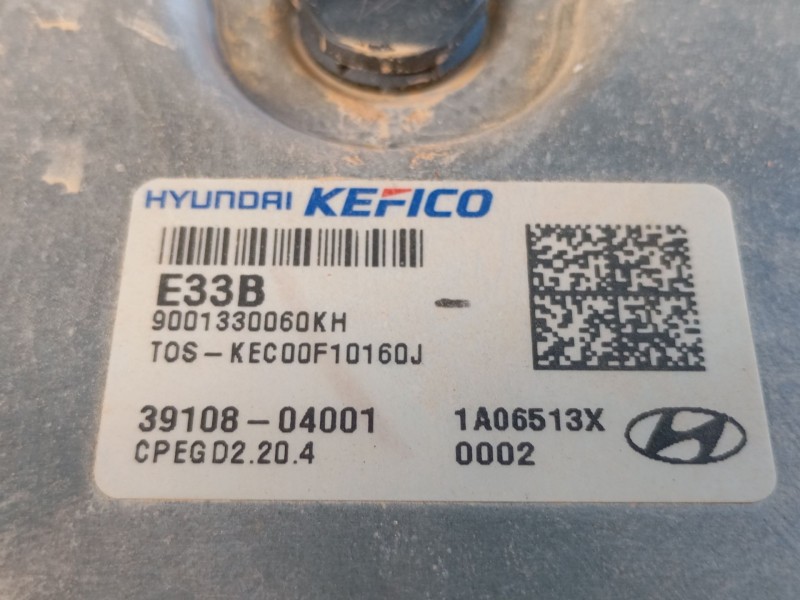 HYUNDAI KEFICO
E33B
9001330060KH
TOS-KEC00F10160J
39108-04001 1A06513X
CPEGD2.20.4 0002